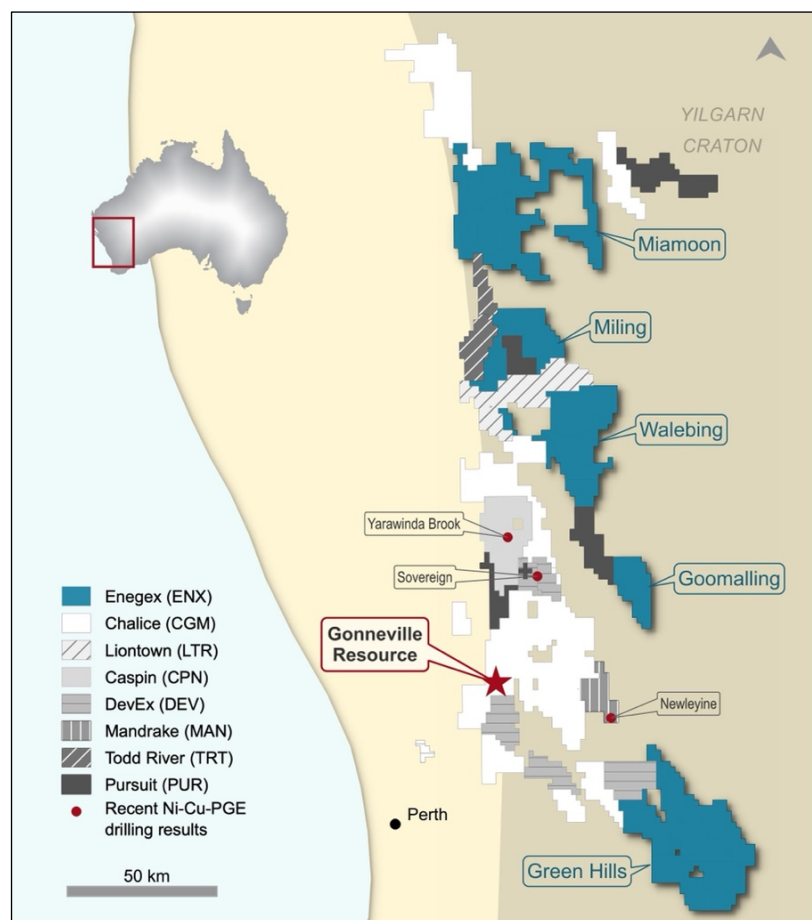 YILGARN
CRATON
Miamoon
Miling
Walebing
Yarawinda Brook
Sovereign
Goomalling
Gonneville
Resource
Newleyine
Enegex (ENX)
Chalice (CGM)
Liontown (LTR)
Caspin (CPN)
DevEx (DEV)
Mandrake (MAN)
Todd River (TRT)
Pursuit (PUR)
Recent Ni-Cu-PGE
drilling results
Perth
Green Hills
50 km